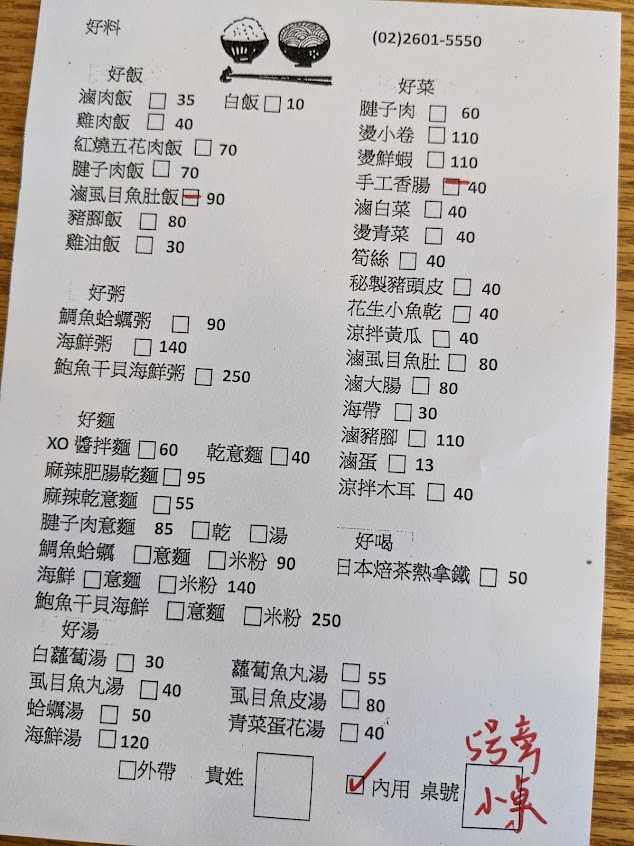 好料
(02)2601-5550
好飯
滷肉飯 □ 35 白飯 □ 10
雞肉飯 □ 40
紅燒五花肉飯 □ 70
腱子肉飯 □ 70
滷虱目魚肚飯 □ 90
豬腳飯 □ 80
雞油飯 □ 30
好粥
鯛魚蛤蠣粥 □ 90
海鮮粥 □ 140
鮑魚干貝海鮮粥 □ 250
好麵
XO 醬拌麵 □ 60 乾意麵 □ 40
麻辣肥腸乾麵 □ 95
麻辣乾意麵 □ 55
腱子肉意麵 85 □乾 □湯
鯛魚蛤蠣 □意麵 □米粉 90
海鮮 □意麵 □米粉 140
鮑魚干貝海鮮 □意麵 □米粉 250
好湯
白蘿蔔湯 □ 30 蘿蔔魚丸湯 □ 55
虱目魚丸湯 □ 40 虱目魚皮湯 □ 80
蛤蠣湯 □ 50 青菜蛋花湯 □ 40
海鮮湯 □ 120
好菜
腱子肉 □ 60
燙小卷 □ 110
燙鮮蝦 □ 110
手工香腸 □ 40
滷白菜 □ 40
燙青菜 □ 40
筍絲 □ 40
秘製豬頭皮 □ 40
花生小魚乾 □ 40
涼拌黃瓜 □ 40
滷虱目魚肚 □ 80
滷大腸 □ 80
海帶 □ 30
滷豬腳 □ 110
滷蛋 □ 13
涼拌木耳 □ 40
好喝
日本焙茶熱拿鐵 □ 50
□外帶 貴姓 ☑ 內用 桌號
5号旁
小桌